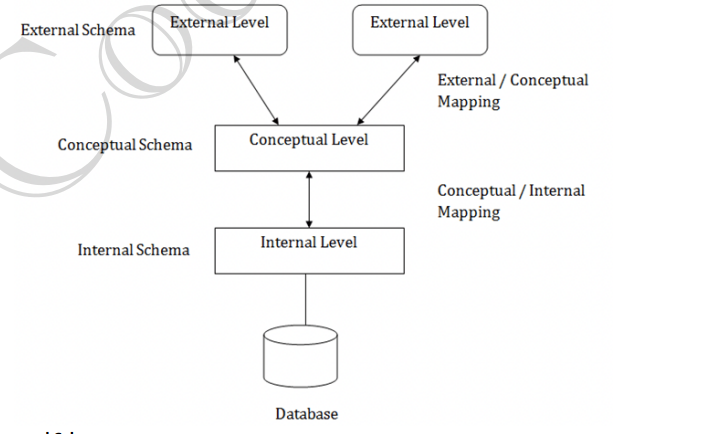 External Schema
External Level
External Level
External / Conceptual
Mapping
Conceptual Schema
Conceptual Level
Conceptual / Internal
Mapping
Internal Schema
Internal Level
Database